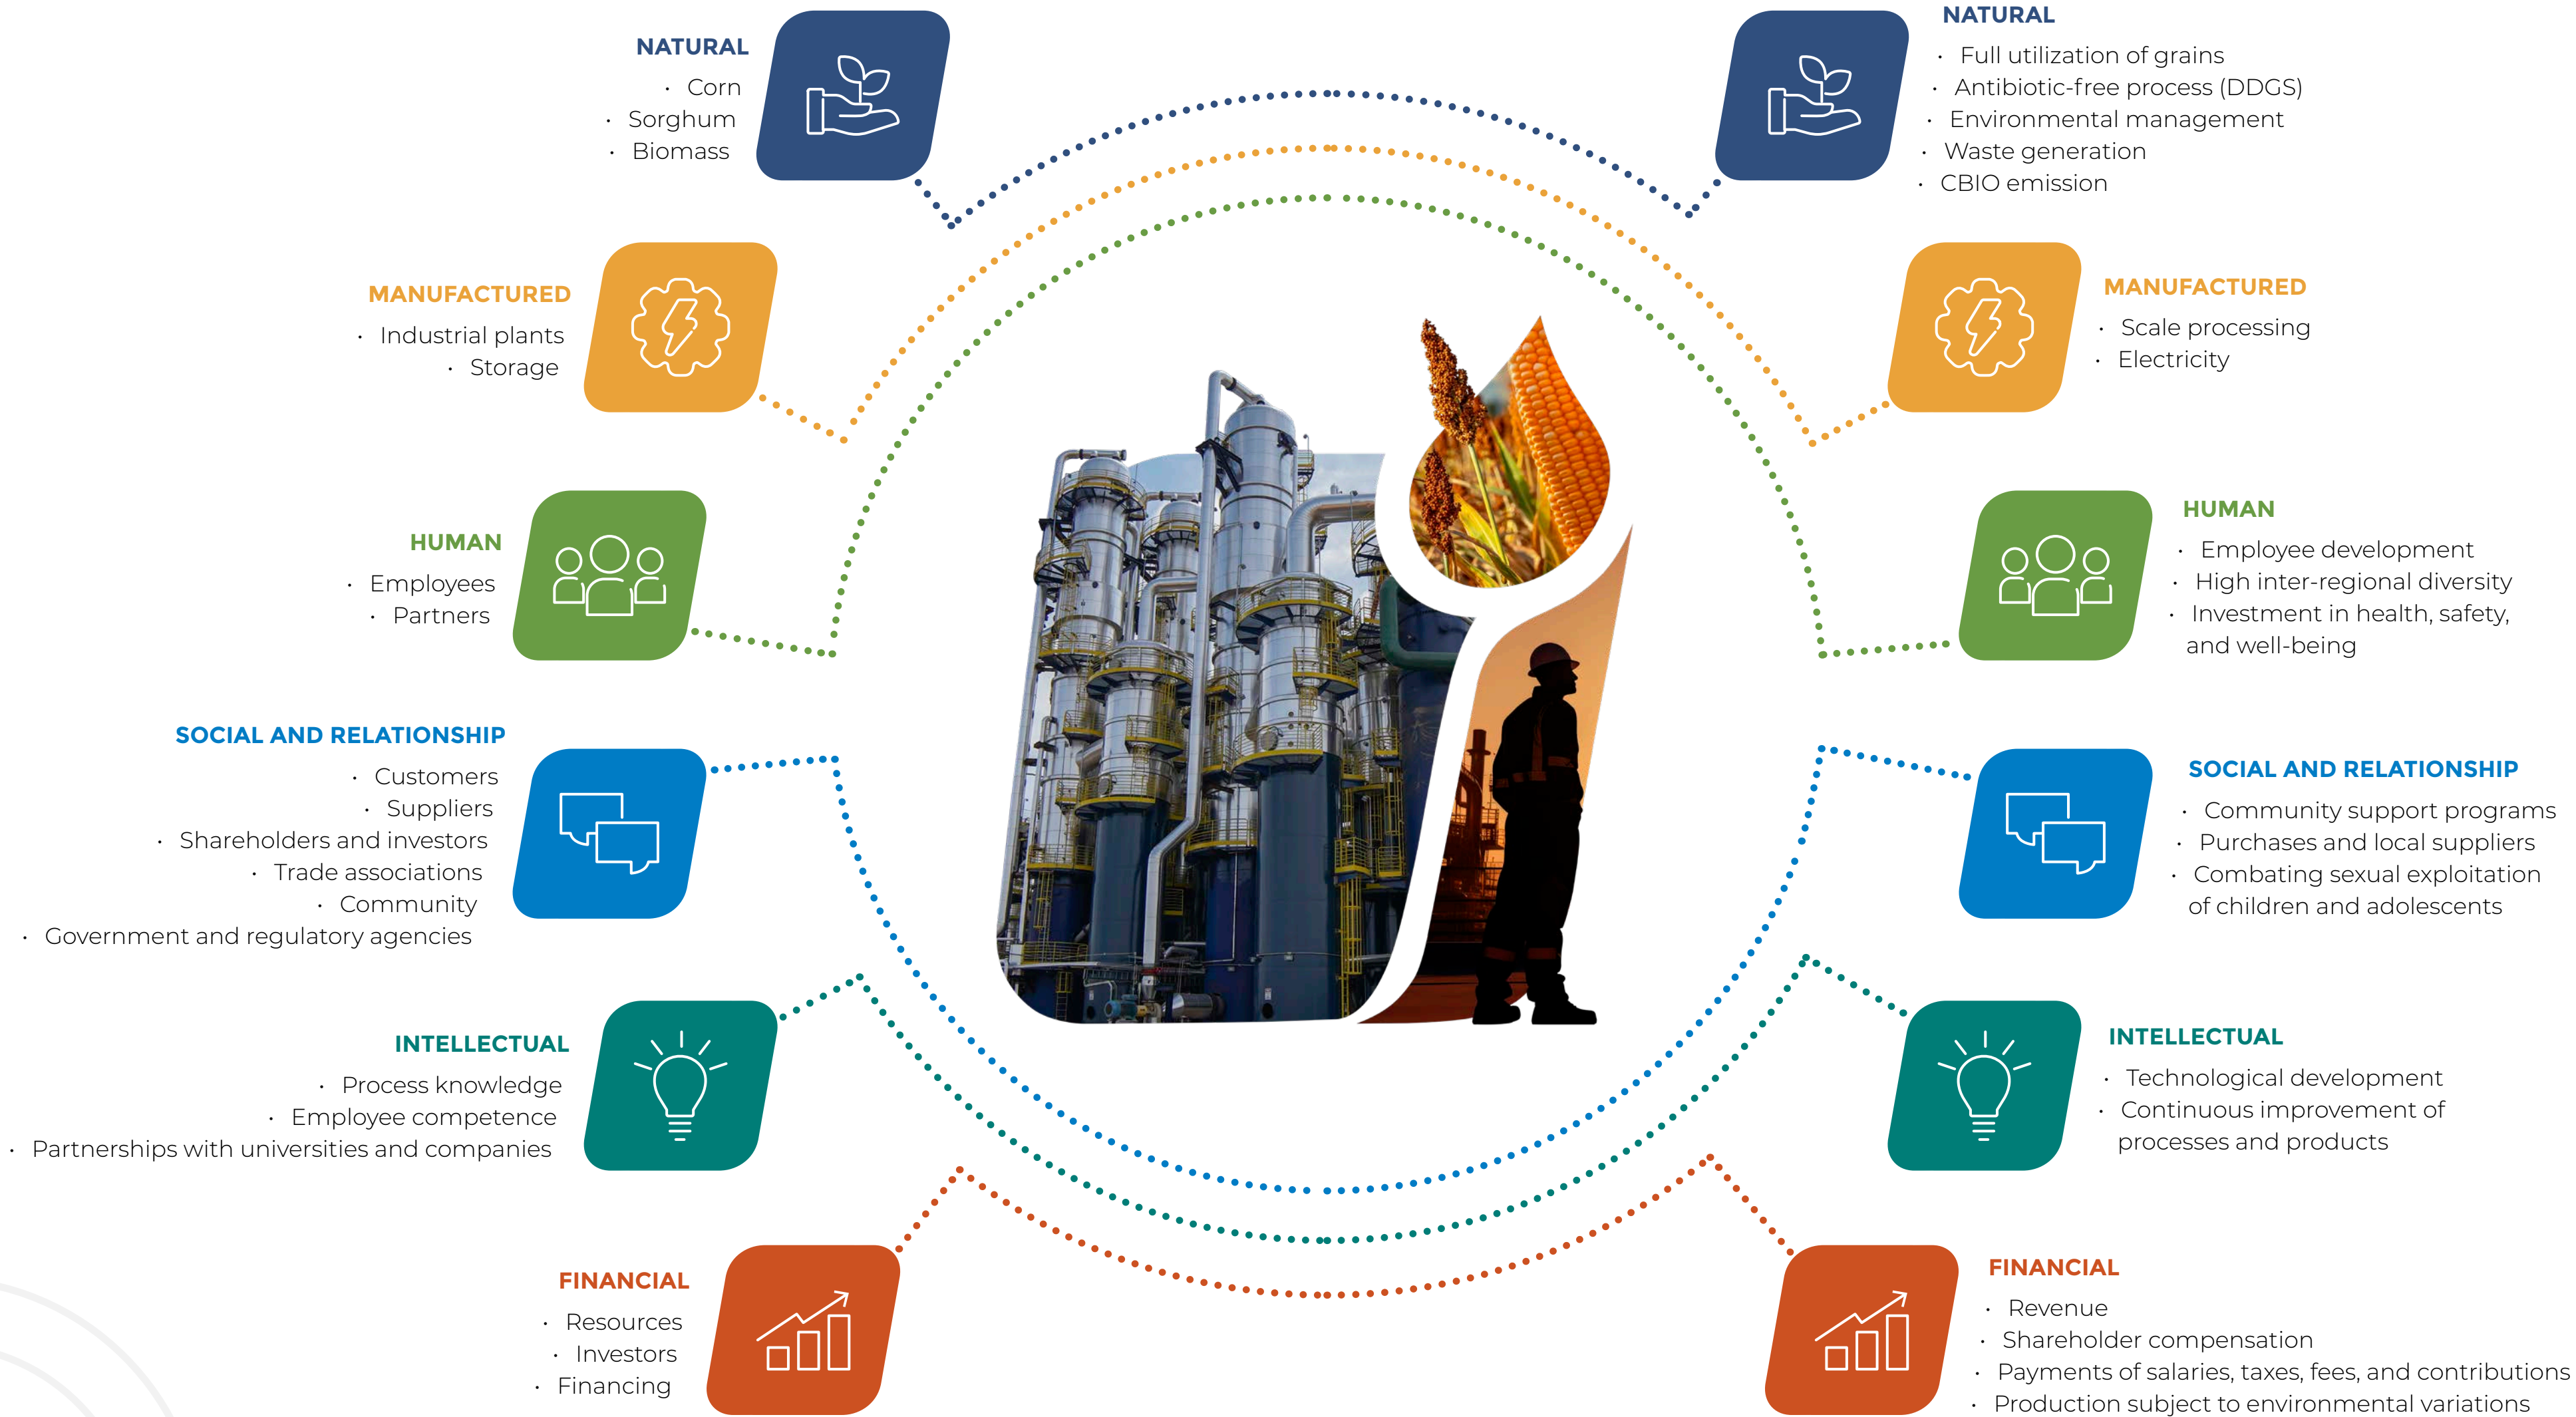 NATURAL
• Corn
• Sorghum
• Biomass
MANUFACTURED
• Industrial plants
• Storage
HUMAN
• Employees
• Partners
SOCIAL AND RELATIONSHIP
• Customers
• Suppliers
• Shareholders and investors
• Trade associations
• Community
• Government and regulatory agencies
INTELLECTUAL
• Process knowledge
• Employee competence
• Partnerships with universities and companies
FINANCIAL
• Resources
• Investors
• Financing
NATURAL
• Full utilization of grains
• Antibiotic-free process (DDGS)
• Environmental management
• Waste generation
• CBIO emission
MANUFACTURED
• Scale processing
• Electricity
HUMAN
• Employee development
• High inter-regional diversity
• Investment in health, safety,
and well-being
SOCIAL AND RELATIONSHIP
• Community support programs
• Purchases and local suppliers
• Combating sexual exploitation
of children and adolescents
INTELLECTUAL
• Technological development
• Continuous improvement of
processes and products
FINANCIAL
• Revenue
• Shareholder compensation
• Payments of salaries, taxes, fees, and contributions
• Production subject to environmental variations